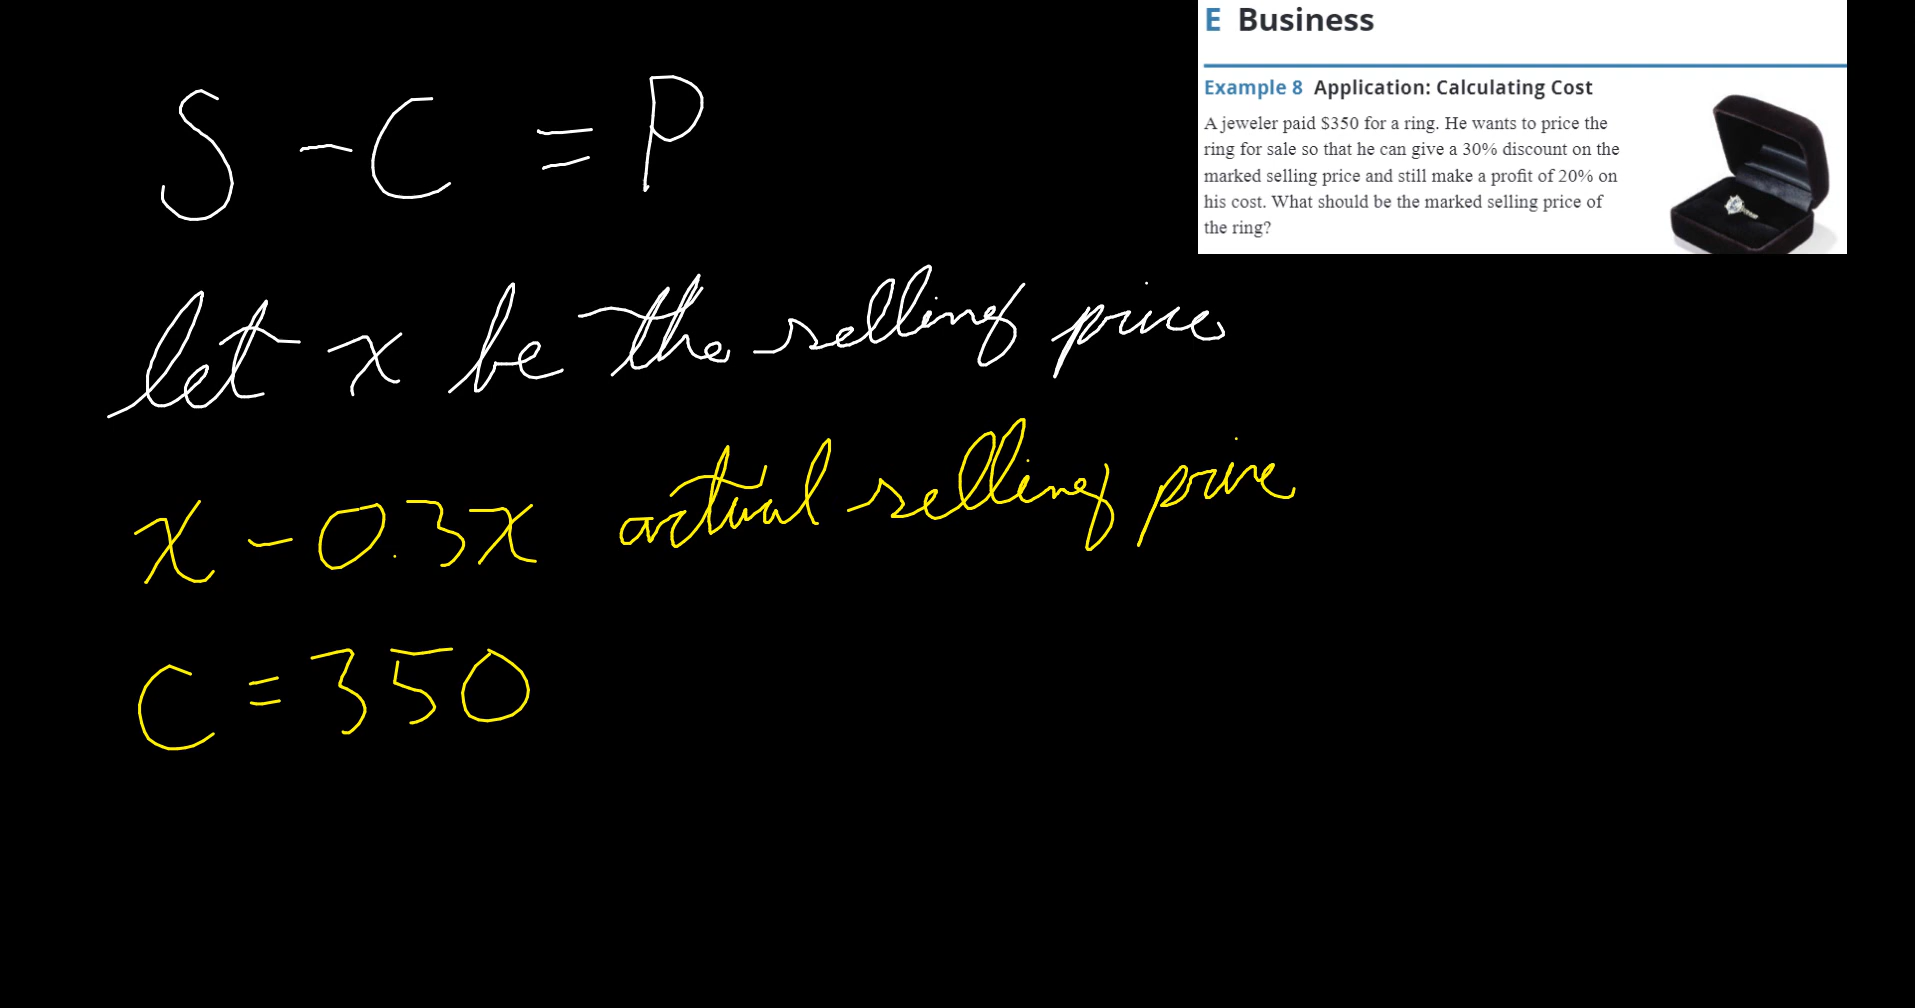 E Business
Example 8 Application: Calculating Cost
A jeweler paid $350 for a ring. He wants to price the
ring for sale so that he can give a 30% discount on the
marked selling price and still make a profit of 20% on
his cost. What should be the marked selling price of
the ring?
S - C = P
let x be the selling price
x - 0.3x actual selling price
C = 350